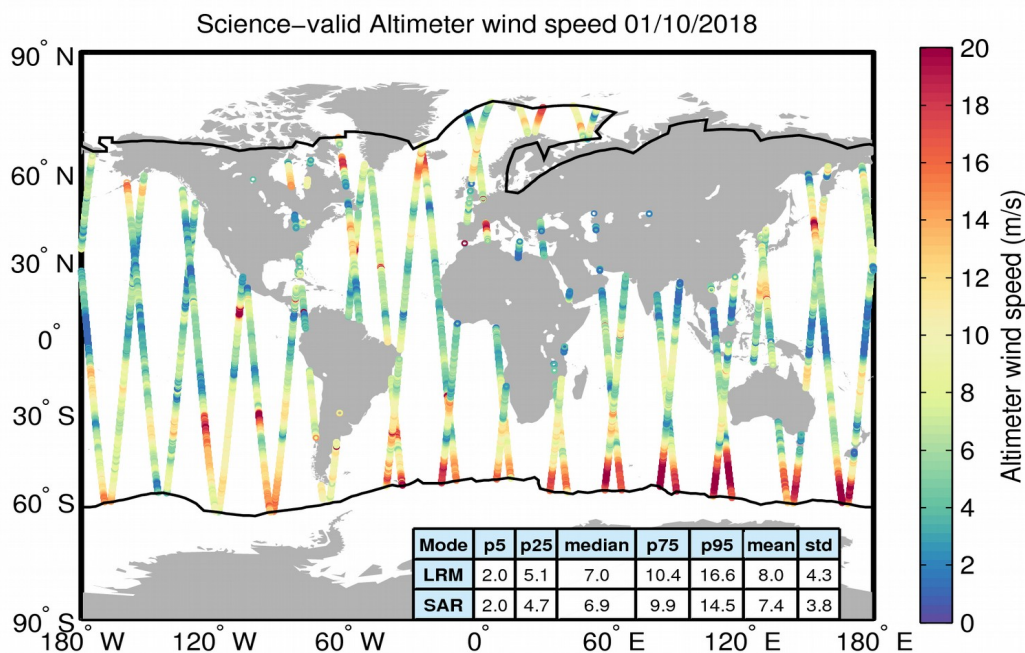 Science−valid Altimeter wind speed 01/10/2018
90° N
60° N
30° N
0°
30° S
60° S
90° S
180° W
120° W
60° W
0°
60° E
120° E
180° E
20
18
16
14
12
10
8
6
4
2
0
Altimeter wind speed (m/s)
Mode p5 p25 median p75 p95 mean std
LRM 2.0 5.1 7.0 10.4 16.6 8.0 4.3
SAR 2.0 4.7 6.9 9.9 14.5 7.4 3.8